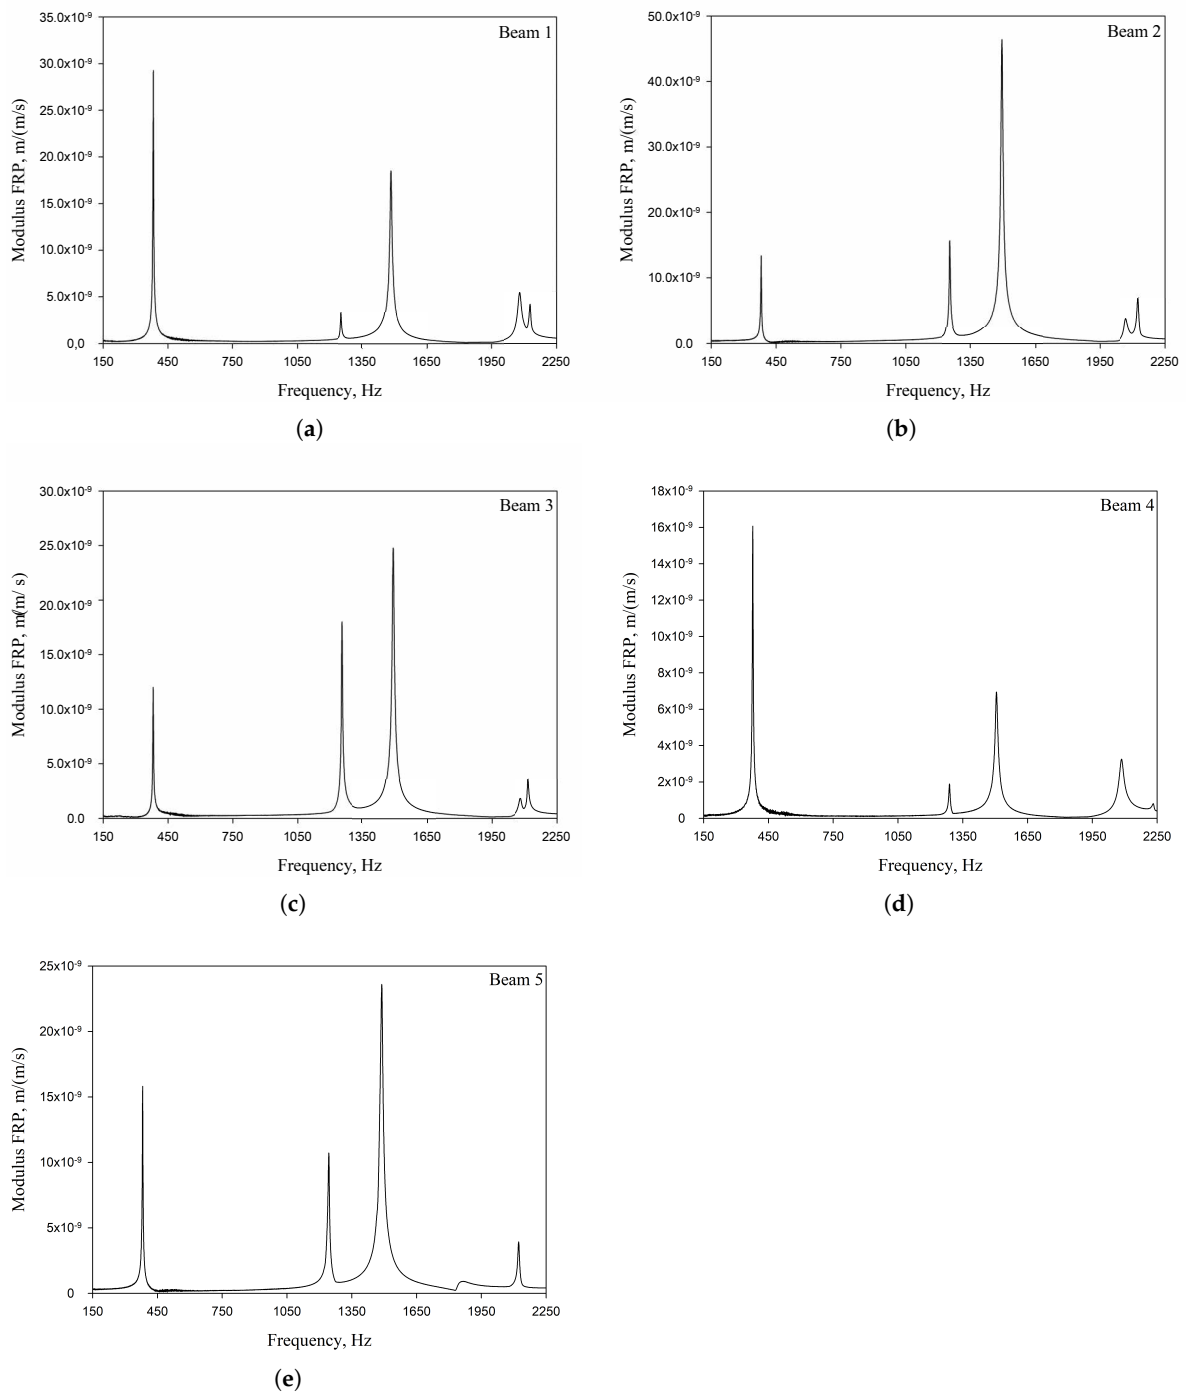 Beam 1
Modulus FRP, m/(m/s)
35.0x10-9
30.0x10-9
25.0x10-9
20.0x10-9
15.0x10-9
10.0x10-9
5.0x10-9
0.0
150 450 750 1050 1350 1650 1950 2250
Frequency, Hz
(a)
Beam 2
Modulus FRP, m/(m/s)
50.0x10-9
40.0x10-9
30.0x10-9
20.0x10-9
10.0x10-9
0.0
150 450 750 1050 1350 1650 1950 2250
Frequency, Hz
(b)
Beam 3
Modulus FRP, m(m/ s)
30.0x10-9
25.0x10-9
20.0x10-9
15.0x10-9
10.0x10-9
5.0x10-9
0.0
150 450 750 1050 1350 1650 1950 2250
Frequency, Hz
(c)
Beam 4
Modulus FRP, m/(m/s)
18x10-9
16x10-9
14x10-9
12x10-9
10x10-9
8x10-9
6x10-9
4x10-9
2x10-9
0
150 450 750 1050 1350 1650 1950 2250
Frequency, Hz
(d)
Beam 5
Modulus FRP, m/(m/s)
25x10-9
20x10-9
15x10-9
10x10-9
5x10-9
0
150 450 750 1050 1350 1650 1950 2250
Frequency, Hz
(e)